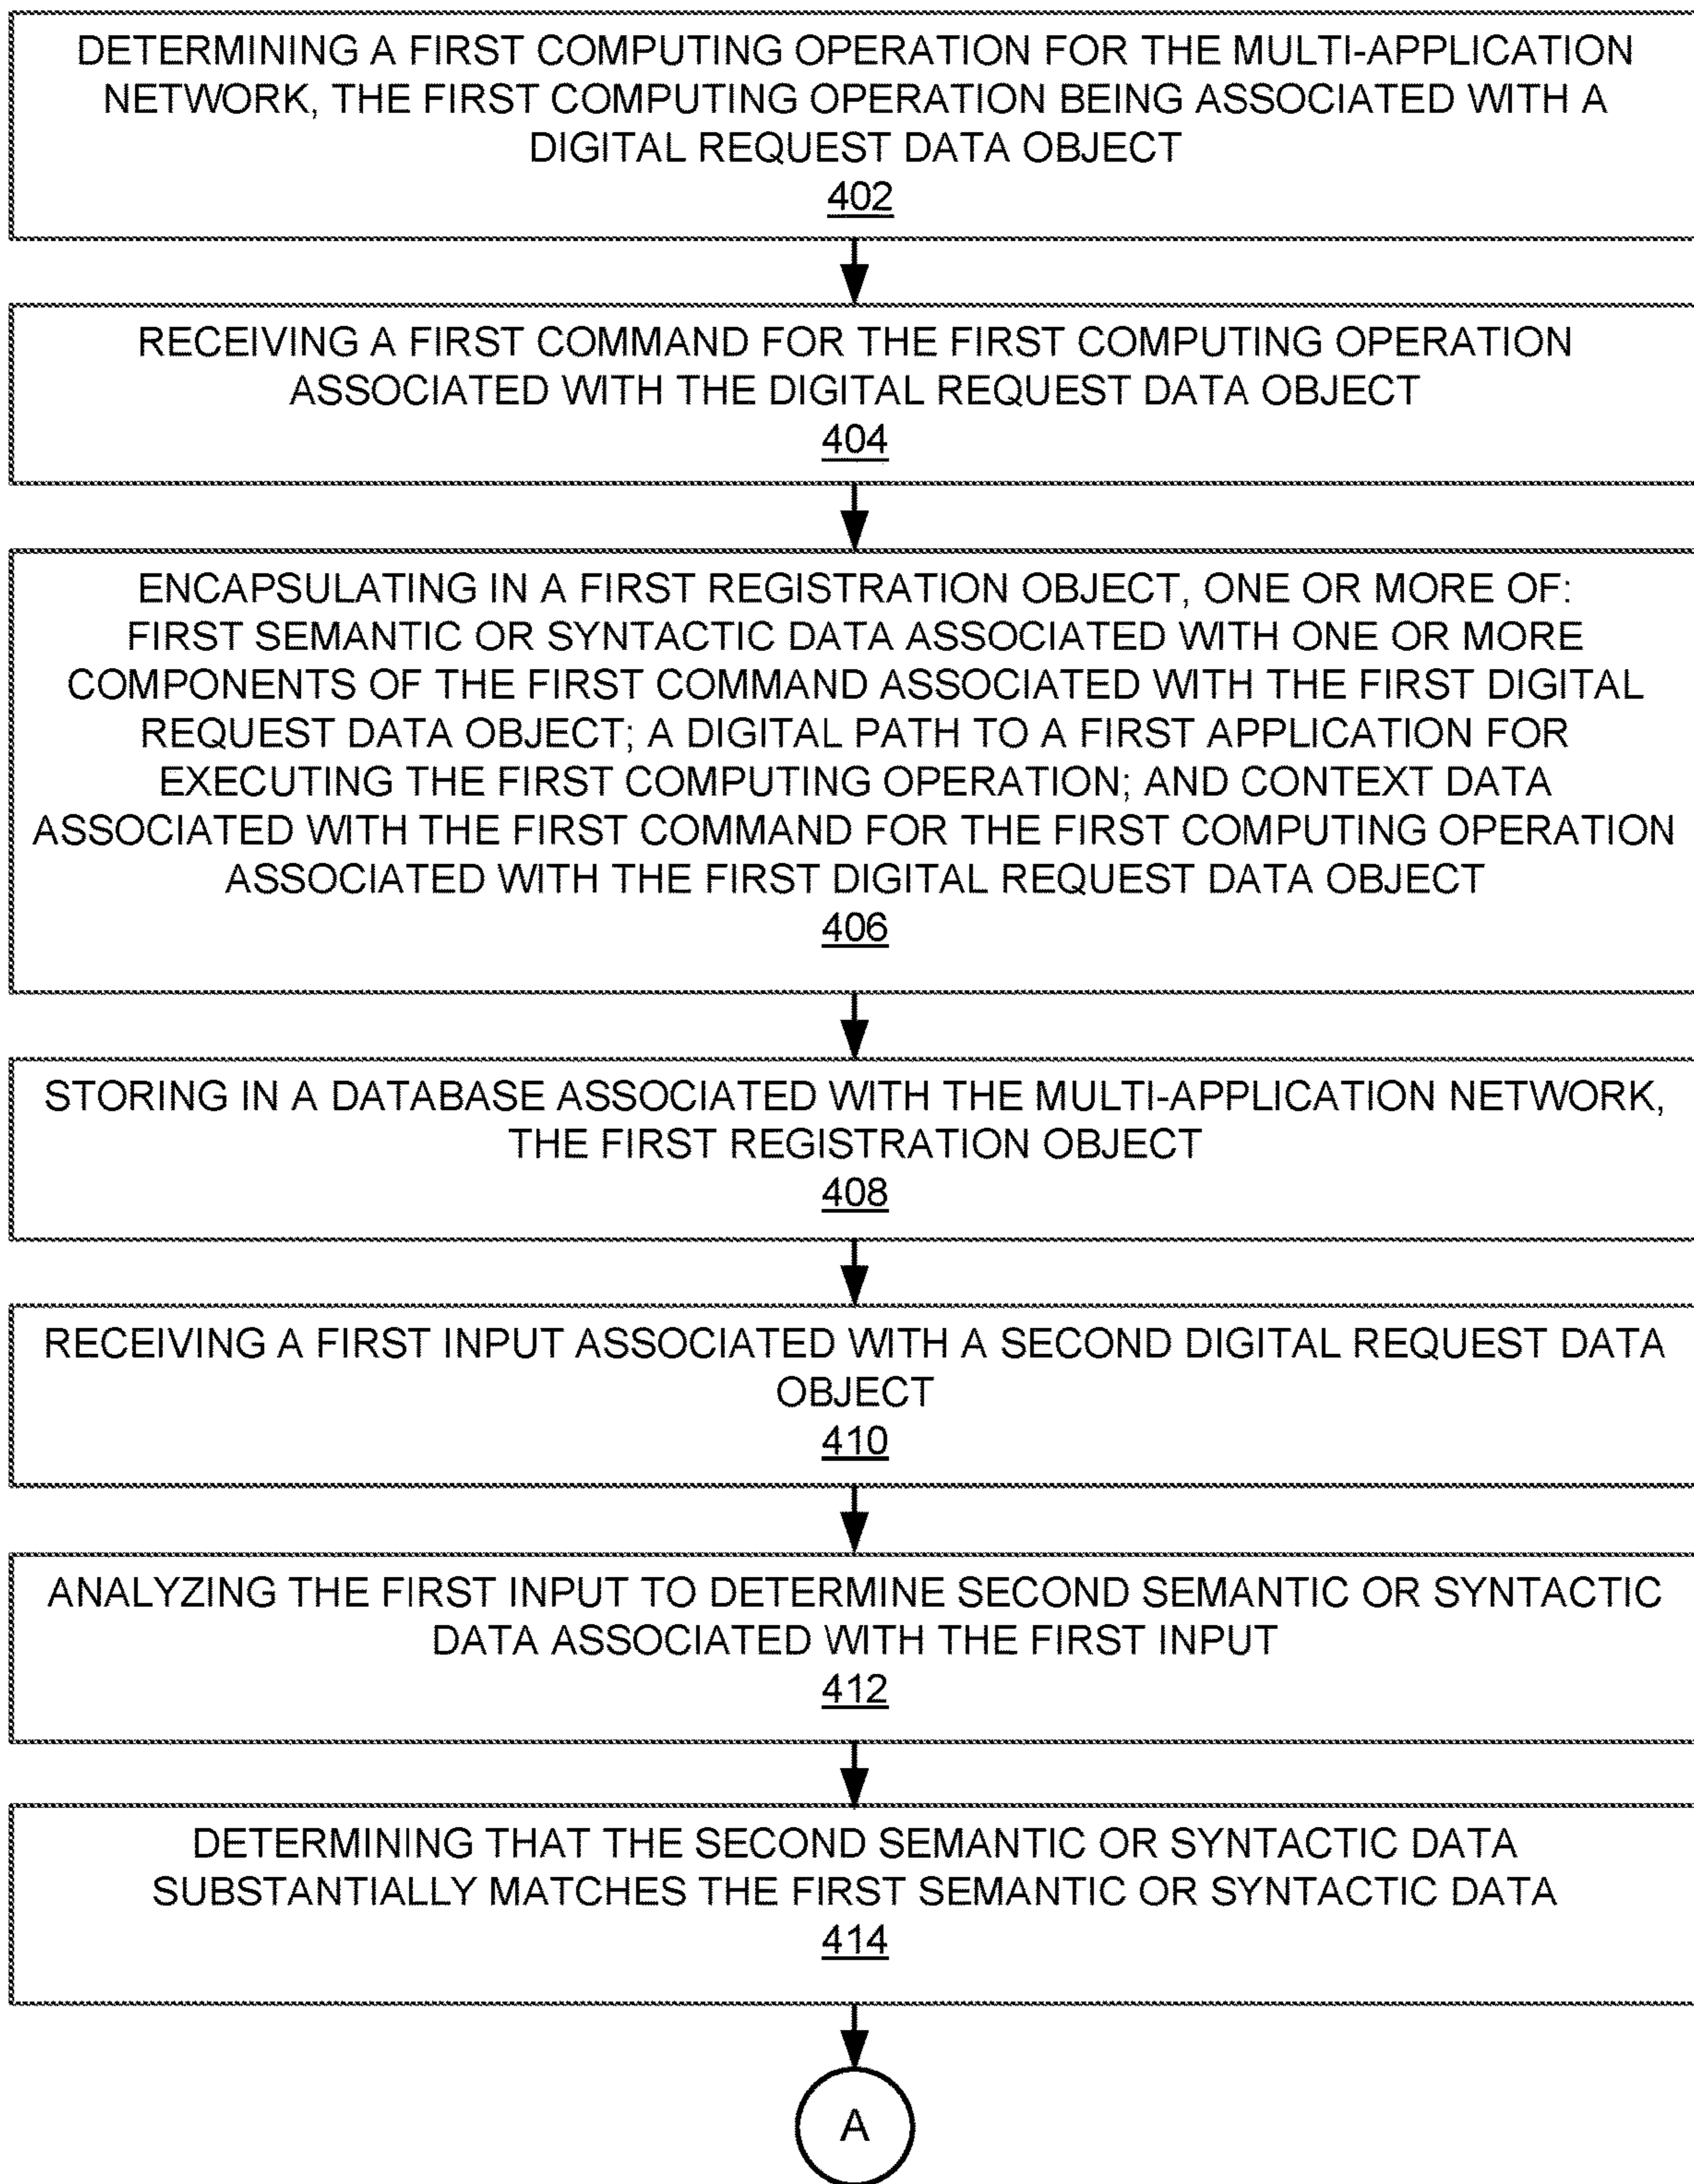 DETERMINING A FIRST COMPUTING OPERATION FOR THE MULTI-APPLICATION
NETWORK, THE FIRST COMPUTING OPERATION BEING ASSOCIATED WITH A
DIGITAL REQUEST DATA OBJECT
402
RECEIVING A FIRST COMMAND FOR THE FIRST COMPUTING OPERATION
ASSOCIATED WITH THE DIGITAL REQUEST DATA OBJECT
404
ENCAPSULATING IN A FIRST REGISTRATION OBJECT, ONE OR MORE OF:
FIRST SEMANTIC OR SYNTACTIC DATA ASSOCIATED WITH ONE OR MORE
COMPONENTS OF THE FIRST COMMAND ASSOCIATED WITH THE FIRST DIGITAL
REQUEST DATA OBJECT; A DIGITAL PATH TO A FIRST APPLICATION FOR
EXECUTING THE FIRST COMPUTING OPERATION; AND CONTEXT DATA
ASSOCIATED WITH THE FIRST COMMAND FOR THE FIRST COMPUTING OPERATION
ASSOCIATED WITH THE FIRST DIGITAL REQUEST DATA OBJECT
406
STORING IN A DATABASE ASSOCIATED WITH THE MULTI-APPLICATION NETWORK,
THE FIRST REGISTRATION OBJECT
408
RECEIVING A FIRST INPUT ASSOCIATED WITH A SECOND DIGITAL REQUEST DATA
OBJECT
410
ANALYZING THE FIRST INPUT TO DETERMINE SECOND SEMANTIC OR SYNTACTIC
DATA ASSOCIATED WITH THE FIRST INPUT
412
DETERMINING THAT THE SECOND SEMANTIC OR SYNTACTIC DATA
SUBSTANTIALLY MATCHES THE FIRST SEMANTIC OR SYNTACTIC DATA
414
A